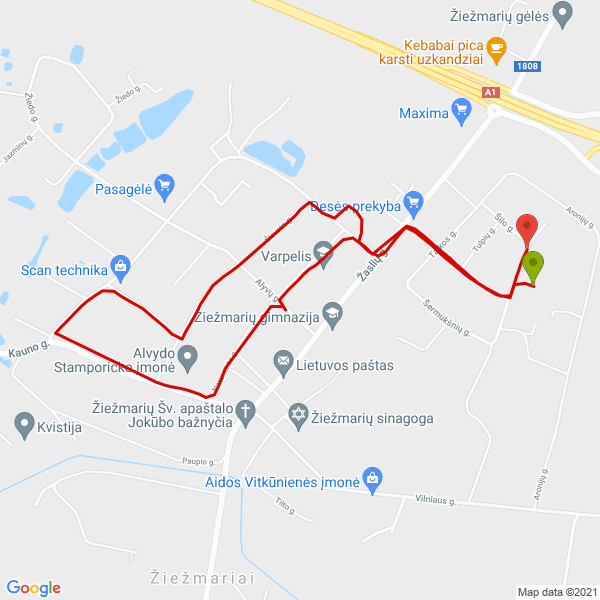 Žiežmarių gėlės
Kebabai pica
karsti uzkandziai
1808
A1
Maxima
Žiedo g.
Žiedo g.
Jazminų g.
Pasagėlė
Desės prekyba
Aronijų g.
Šilo g.
Tulpių g.
Taikos g.
Varpelis
Žaslių g.
Scan technika
Alyvų g.
Žiežmarių gimnazija
Šermukšnių g.
Kauno g.
Alvydo
Stamporičko įmonė
Lietuvos paštas
Žiežmarių Šv. apaštalo
Jokūbo bažnyčia
Žiežmarių sinagoga
Kvistija
Paupio g.
Aidos Vitkūnienės įmonė
Aronijų g.
Vilniaus g.
Tilto g.
Žiežmariai
Google
Map data ©2021